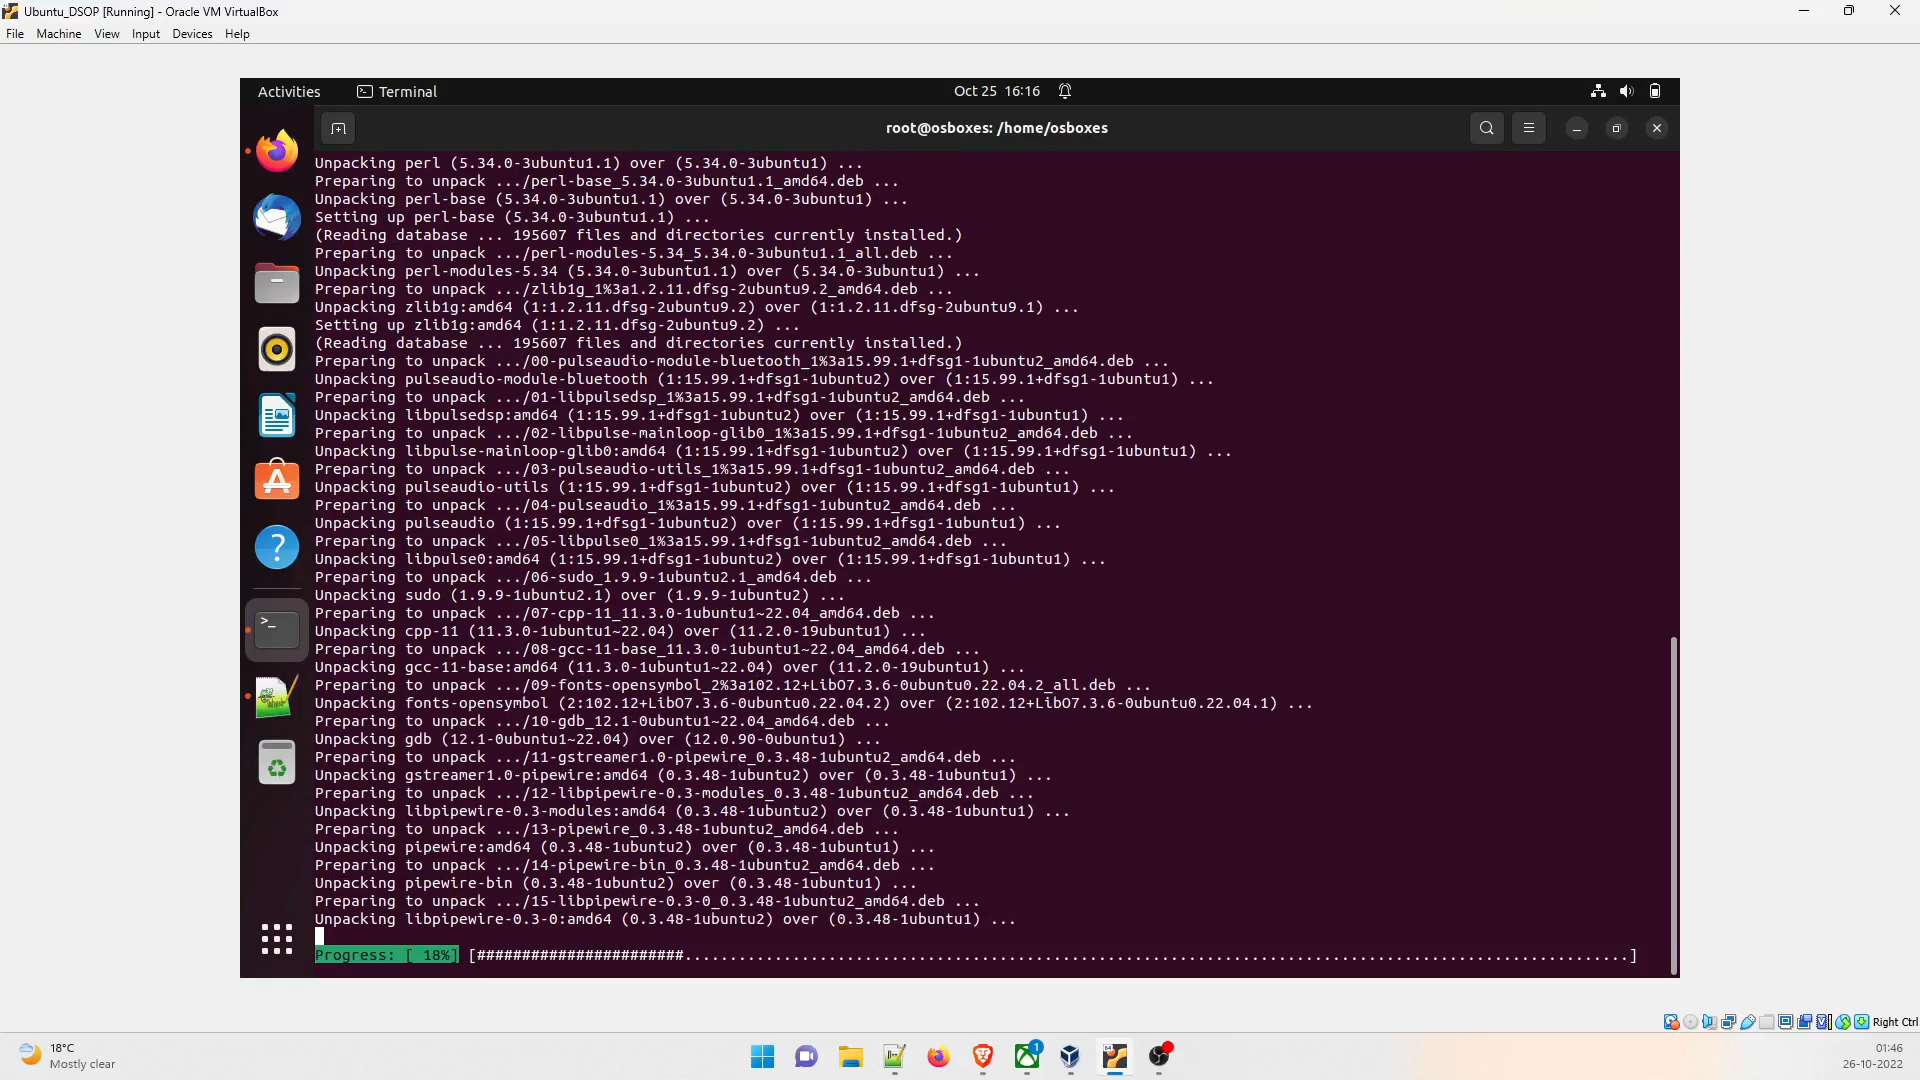 Ubuntu_DSOP [Running] - Oracle VM VirtualBox
File Machine View Input Devices Help
Activities Terminal Oct 25 16:16
root@osboxes: /home/osboxes
Unpacking perl (5.34.0-3ubuntu1.1) over (5.34.0-3ubuntu1) ...
Preparing to unpack .../perl-base_5.34.0-3ubuntu1.1_amd64.deb ...
Unpacking perl-base (5.34.0-3ubuntu1.1) over (5.34.0-3ubuntu1) ...
Setting up perl-base (5.34.0-3ubuntu1.1) ...
(Reading database ... 195607 files and directories currently installed.)
Preparing to unpack .../perl-modules-5.34_5.34.0-3ubuntu1.1_all.deb ...
Unpacking perl-modules-5.34 (5.34.0-3ubuntu1.1) over (5.34.0-3ubuntu1) ...
Preparing to unpack .../zlib1g_1%3a1.2.11.dfsg-2ubuntu9.2_amd64.deb ...
Unpacking zlib1g:amd64 (1:1.2.11.dfsg-2ubuntu9.2) over (1:1.2.11.dfsg-2ubuntu9.1) ...
Setting up zlib1g:amd64 (1:1.2.11.dfsg-2ubuntu9.2) ...
(Reading database ... 195607 files and directories currently installed.)
Preparing to unpack .../00-pulseaudio-module-bluetooth_1%3a15.99.1+dfsg1-1ubuntu2_amd64.deb ...
Unpacking pulseaudio-module-bluetooth (1:15.99.1+dfsg1-1ubuntu2) over (1:15.99.1+dfsg1-1ubuntu1) ...
Preparing to unpack .../01-libpulsedsp_1%3a15.99.1+dfsg1-1ubuntu2_amd64.deb ...
Unpacking libpulsedsp:amd64 (1:15.99.1+dfsg1-1ubuntu2) over (1:15.99.1+dfsg1-1ubuntu1) ...
Preparing to unpack .../02-libpulse-mainloop-glib0_1%3a15.99.1+dfsg1-1ubuntu2_amd64.deb ...
Unpacking libpulse-mainloop-glib0:amd64 (1:15.99.1+dfsg1-1ubuntu2) over (1:15.99.1+dfsg1-1ubuntu1) ...
Preparing to unpack .../03-pulseaudio-utils_1%3a15.99.1+dfsg1-1ubuntu2_amd64.deb ...
Unpacking pulseaudio-utils (1:15.99.1+dfsg1-1ubuntu2) over (1:15.99.1+dfsg1-1ubuntu1) ...
Preparing to unpack .../04-pulseaudio_1%3a15.99.1+dfsg1-1ubuntu2_amd64.deb ...
Unpacking pulseaudio (1:15.99.1+dfsg1-1ubuntu2) over (1:15.99.1+dfsg1-1ubuntu1) ...
Preparing to unpack .../05-libpulse0_1%3a15.99.1+dfsg1-1ubuntu2_amd64.deb ...
Unpacking libpulse0:amd64 (1:15.99.1+dfsg1-1ubuntu2) over (1:15.99.1+dfsg1-1ubuntu1) ...
Preparing to unpack .../06-sudo_1.9.9-1ubuntu2.1_amd64.deb ...
Unpacking sudo (1.9.9-1ubuntu2.1) over (1.9.9-1ubuntu2) ...
Preparing to unpack .../07-cpp-11_11.3.0-1ubuntu1~22.04_amd64.deb ...
Unpacking cpp-11 (11.3.0-1ubuntu1~22.04) over (11.2.0-19ubuntu1) ...
Preparing to unpack .../08-gcc-11-base_11.3.0-1ubuntu1~22.04_amd64.deb ...
Unpacking gcc-11-base:amd64 (11.3.0-1ubuntu1~22.04) over (11.2.0-19ubuntu1) ...
Preparing to unpack .../09-fonts-opensymbol_2%3a102.12+LibO7.3.6-0ubuntu0.22.04.2_all.deb ...
Unpacking fonts-opensymbol (2:102.12+LibO7.3.6-0ubuntu0.22.04.2) over (2:102.12+LibO7.3.6-0ubuntu0.22.04.1) ...
Preparing to unpack .../10-gdb_12.1-0ubuntu1~22.04_amd64.deb ...
Unpacking gdb (12.1-0ubuntu1~22.04) over (12.0.90-0ubuntu1) ...
Preparing to unpack .../11-gstreamer1.0-pipewire_0.3.48-1ubuntu2_amd64.deb ...
Unpacking gstreamer1.0-pipewire:amd64 (0.3.48-1ubuntu2) over (0.3.48-1ubuntu1) ...
Preparing to unpack .../12-libpipewire-0.3-modules_0.3.48-1ubuntu2_amd64.deb ...
Unpacking libpipewire-0.3-modules:amd64 (0.3.48-1ubuntu2) over (0.3.48-1ubuntu1) ...
Preparing to unpack .../13-pipewire_0.3.48-1ubuntu2_amd64.deb ...
Unpacking pipewire:amd64 (0.3.48-1ubuntu2) over (0.3.48-1ubuntu1) ...
Preparing to unpack .../14-pipewire-bin_0.3.48-1ubuntu2_amd64.deb ...
Unpacking pipewire-bin (0.3.48-1ubuntu2) over (0.3.48-1ubuntu1) ...
Preparing to unpack .../15-libpipewire-0.3-0_0.3.48-1ubuntu2_amd64.deb ...
Unpacking libpipewire-0.3-0:amd64 (0.3.48-1ubuntu2) over (0.3.48-1ubuntu1) ...
Progress: [ 18%] [#######################.........................................................................................................]
Right Ctrl
18°C
Mostly clear
1
01:46
26-10-2022